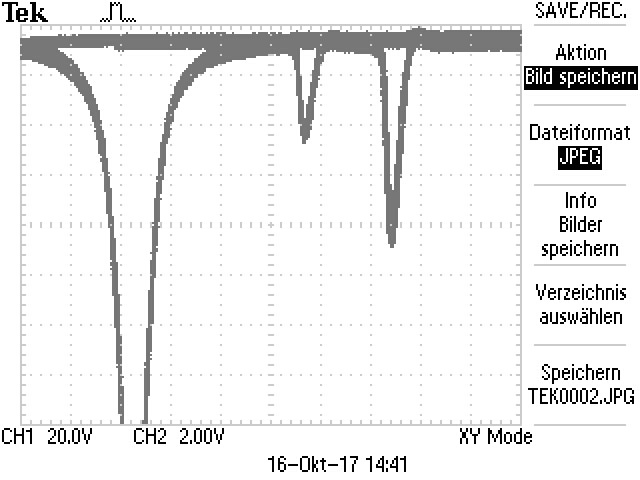 Tek
SAVE/REC.
Aktion
Bild speichern
Dateiformat
JPEG
Info
Bilder
speichern
Verzeichnis
auswählen
Speichern
TEK0002.JPG
CH1 20.0V CH2 2.00V XY Mode
16-Okt-17 14:41